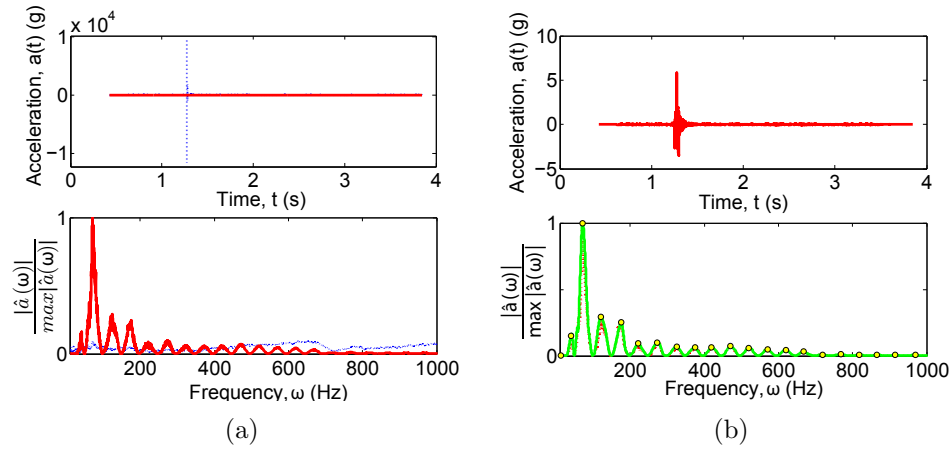 x 10^4
1
0
-1
Acceleration, a(t) (g)
0 1 2 3 4
Time, t (s)
1
0
|â(ω)|
max|â(ω)|
200 400 600 800 1000
Frequency, ω (Hz)
(a)
10
5
0
-5
Acceleration, a(t) (g)
0 1 2 3 4
Time, t (s)
1
0.5
0
|â(ω)|
max |â(ω)|
200 400 600 800 1000
Frequency, ω (Hz)
(b)